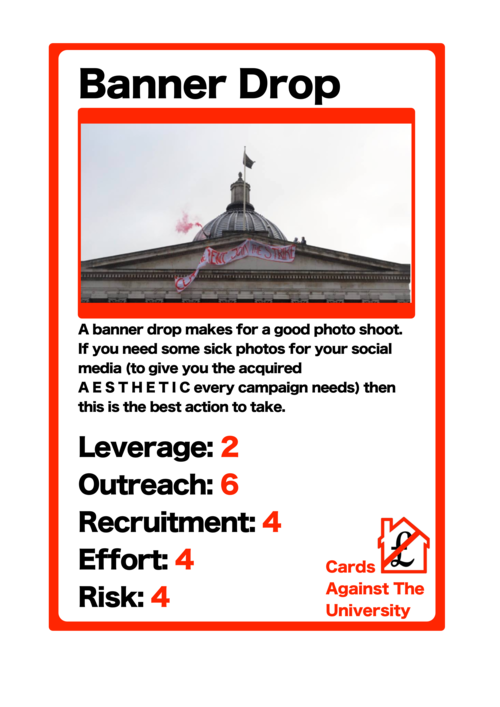 Banner Drop
RENT
STRIKE
A banner drop makes for a good photo shoot.
If you need some sick photos for your social
media (to give you the acquired
A E S T H E T I C every campaign needs) then
this is the best action to take.
Leverage: 2
Outreach: 6
Recruitment: 4
Effort: 4
Risk: 4
£
Cards
Against The
University